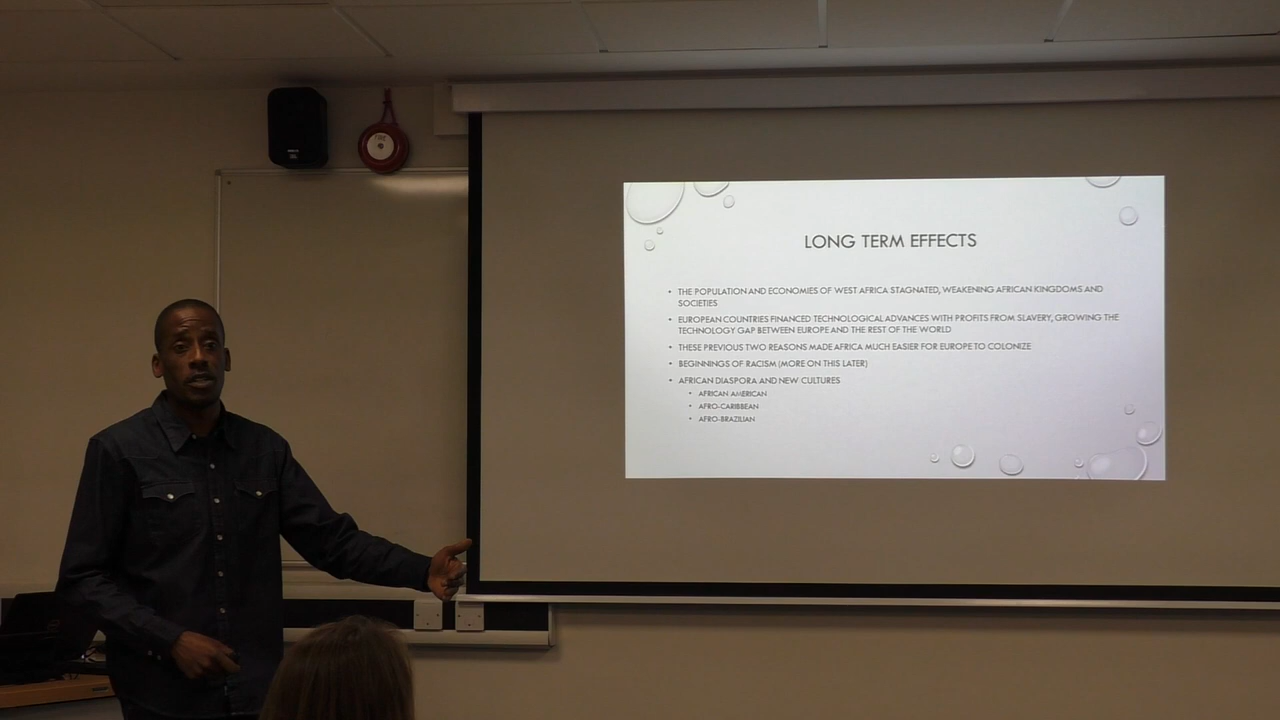 FIRE
LONG TERM EFFECTS
• THE POPULATION AND ECONOMIES OF WEST AFRICA STAGNATED, WEAKENING AFRICAN KINGDOMS AND
SOCIETIES
• EUROPEAN COUNTRIES FINANCED TECHNOLOGICAL ADVANCES WITH PROFITS FROM SLAVERY, GROWING THE
TECHNOLOGY GAP BETWEEN EUROPE AND THE REST OF THE WORLD
• THESE PREVIOUS TWO REASONS MADE AFRICA MUCH EASIER FOR EUROPE TO COLONIZE
• BEGINNINGS OF RACISM (MORE ON THIS LATER)
• AFRICAN DIASPORA AND NEW CULTURES
• AFRICAN AMERICAN
• AFRO-CARIBBEAN
• AFRO-BRAZILIAN